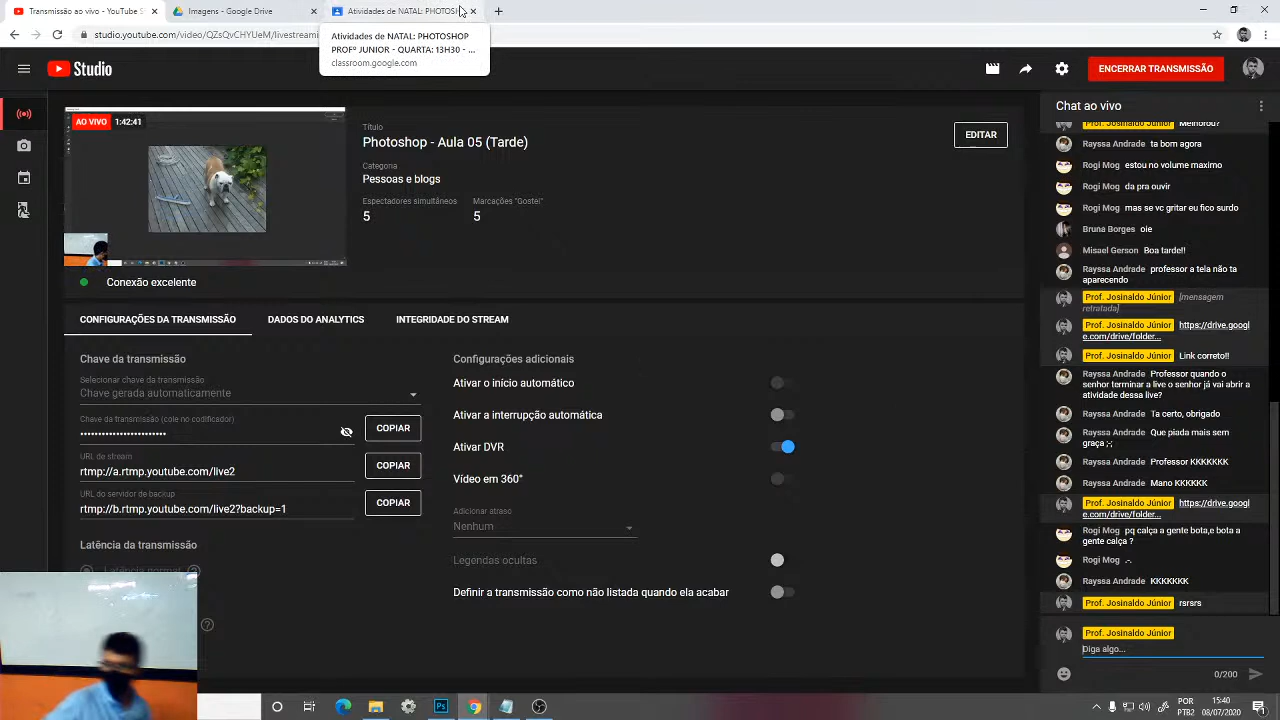 Transmissão ao vivo - YouTube St
Imagens - Google Drive
Atividades de NATAL: PHOTOSHO
studio.youtube.com/video/QZsQvCHYUeM/livestreami
Atividades de NATAL: PHOTOSHOP
PROFº JUNIOR - QUARTA: 13H30 - ...
classroom.google.com
Studio
ENCERRAR TRANSMISSÃO
AO VIVO
1:42:41
Título
Photoshop - Aula 05 (Tarde)
Categoria
Pessoas e blogs
Espectadores simultâneos
Marcações "Gostei"
5
5
EDITAR
Conexão excelente
CONFIGURAÇÕES DA TRANSMISSÃO
DADOS DO ANALYTICS
INTEGRIDADE DO STREAM
Chave da transmissão
Selecionar chave da transmissão
Chave gerada automaticamente
Chave da transmissão (cole no codificador)
COPIAR
URL de stream
rtmp://a.rtmp.youtube.com/live2
COPIAR
URL do servidor de backup
rtmp://b.rtmp.youtube.com/live2?backup=1
COPIAR
Latência da transmissão
Latência normal
Configurações adicionais
Ativar o início automático
Ativar a interrupção automática
Ativar DVR
Vídeo em 360°
Adicionar atraso
Nenhum
Legendas ocultas
Definir a transmissão como não listada quando ela acabar
Chat ao vivo
Prof. Josinaldo Júnior Melhorou?
Rayssa Andrade ta bom agora
Rogi Mog estou no volume maximo
Rogi Mog da pra ouvir
Rogi Mog mas se vc gritar eu fico surdo
Bruna Borges oie
Misael Gerson Boa tarde!!
Rayssa Andrade professor a tela não ta
aparecendo
Prof. Josinaldo Júnior [mensagem
retratada]
Prof. Josinaldo Júnior https://drive.googl
e.com/drive/folder...
Prof. Josinaldo Júnior Link correto!!
Rayssa Andrade Professor quando o
senhor terminar a live o senhor já vai abrir a
atividade dessa live?
Rayssa Andrade Ta certo, obrigado
Rayssa Andrade Que piada mais sem
graça ;-;
Rayssa Andrade Professor KKKKKK
Rayssa Andrade Mano KKKKKK
Prof. Josinaldo Júnior https://drive.googl
e.com/drive/folder...
Rogi Mog pq calça a gente bota,e bota a
gente calça ?
Rogi Mog .-.
Rayssa Andrade KKKKKKK
Prof. Josinaldo Júnior rsrsrs
Prof. Josinaldo Júnior
Diga algo...
0/200
Ps
POR
PTB2
15:40
08/07/2020